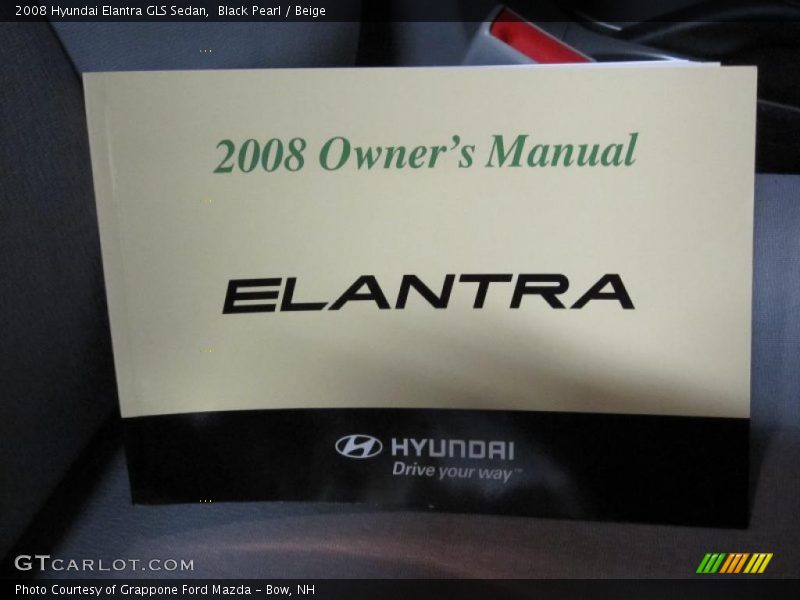 2008 Hyundai Elantra GLS Sedan,  Black Pearl / Beige
2008 Owner's Manual
ELANTRA
HYUNDAI
Drive your way™
GTCARLOT.COM
Photo Courtesy of Grappone Ford Mazda - Bow, NH